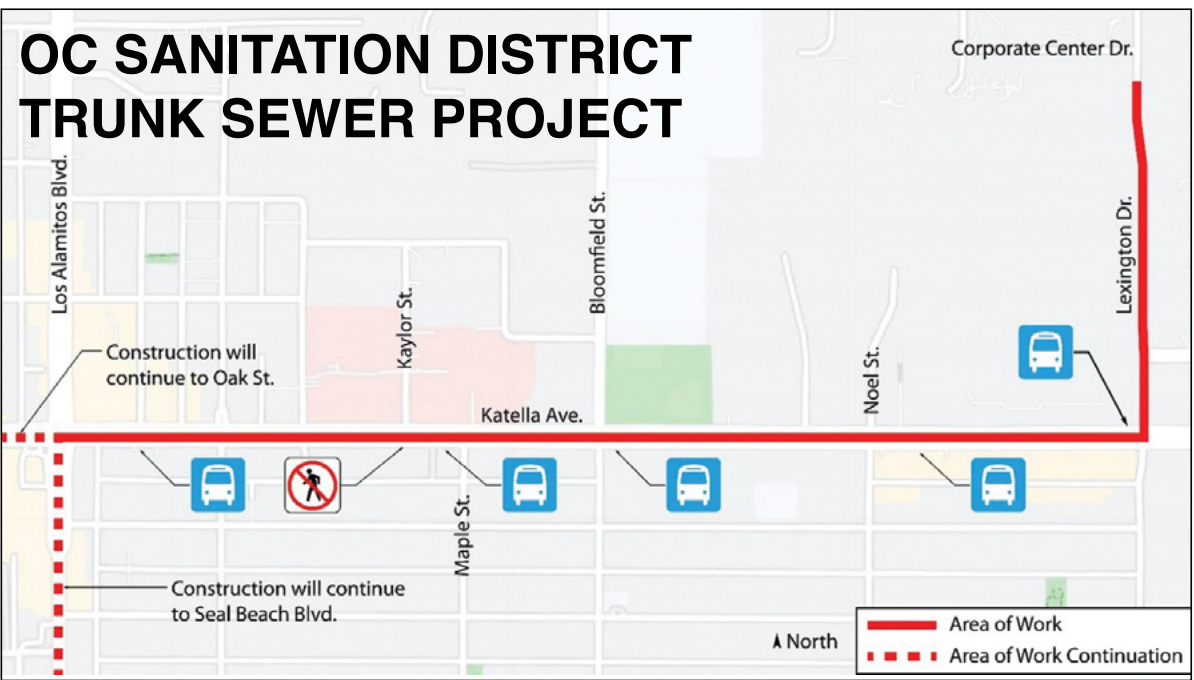 OC SANITATION DISTRICT
TRUNK SEWER PROJECT
Corporate Center Dr.
Los Alamitos Blvd.
Bloomfield St.
Lexington Dr.
Kaylor St.
Construction will
continue to Oak St.
Noel St.
Katella Ave.
Maple St.
Construction will continue
to Seal Beach Blvd.
North
Area of Work
Area of Work Continuation